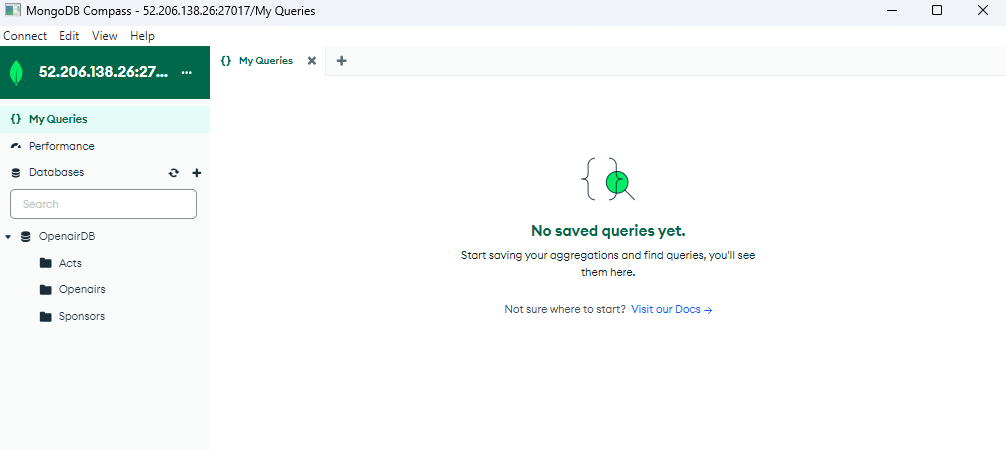 MongoDB Compass - 52.206.138.26:27017/My Queries
Connect Edit View Help
52.206.138.26:27... ...
{} My Queries
Performance
Databases
Search
OpenairDB
Acts
Openairs
Sponsors
{} My Queries
No saved queries yet.
Start saving your aggregations and find queries, you'll see
them here.
Not sure where to start? Visit our Docs →